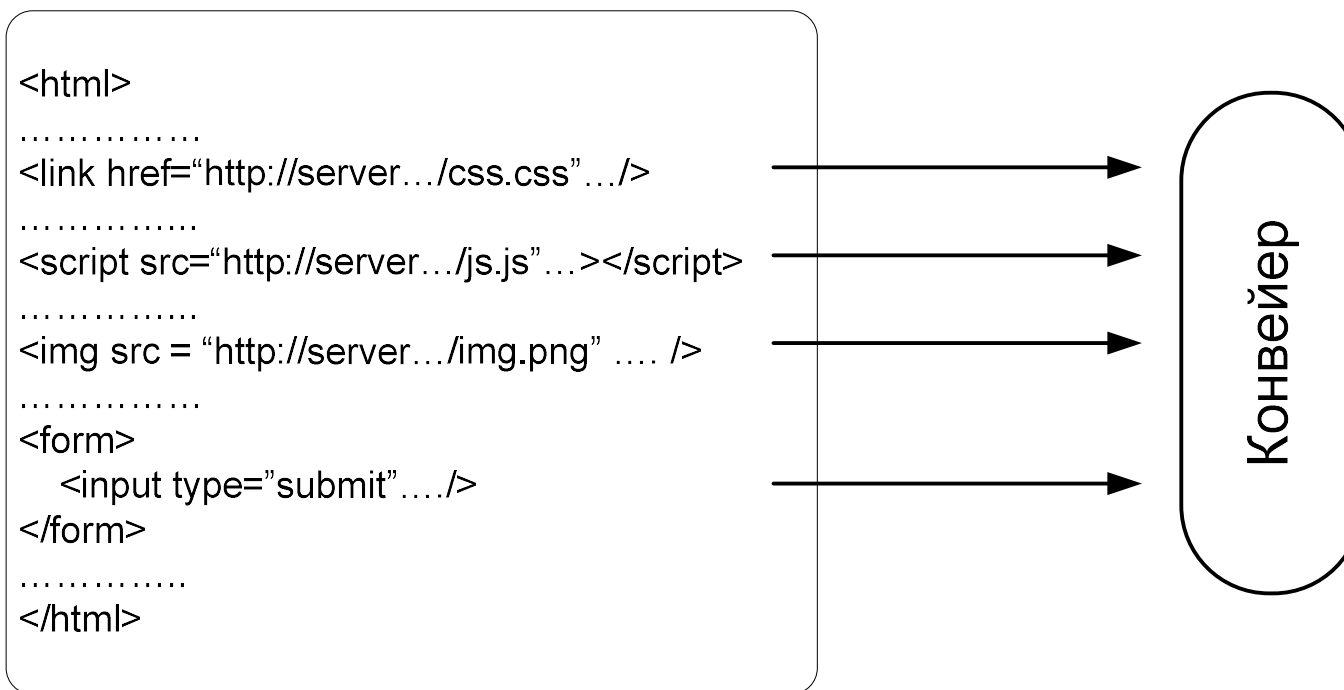 <html>
……………
<link href=“http://server…/css.css”…/>
…………...
<script src=“http://server…/js.js”…></script>
…………...
<img src = “http://server…/img.png” …. />
……………
<form>
<input type=”submit”…./>
</form>
…………..
</html>
Конвейер